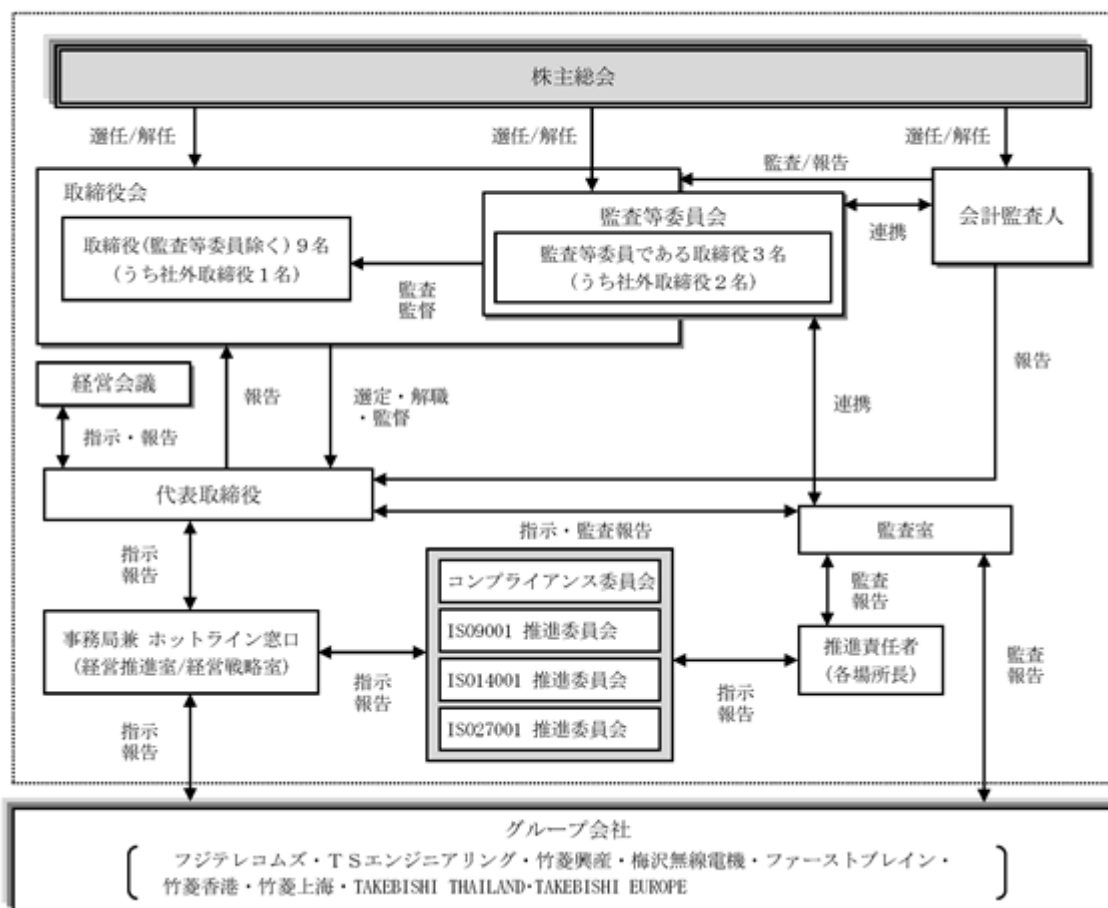 株主総会
選任/解任
選任/解任
選任/解任
監査/報告
取締役会
監査等委員会
会計監査人
連携
取締役(監査等委員除く)9名
(うち社外取締役1名)
監査等委員である取締役3名
(うち社外取締役2名)
監査
監督
経営会議
報告
選定・解職
・監督
連携
報告
指示・報告
代表取締役
指示・監査報告
監査室
指示
報告
コンプライアンス委員会
監査
報告
事務局兼 ホットライン窓口
(経営推進室/経営戦略室)
ISO9001 推進委員会
推進責任者
(各場所長)
監査
報告
指示
報告
ISO14001 推進委員会
指示
報告
指示
報告
ISO27001 推進委員会
グループ会社
フジテレコムズ・TSエンジニアリング・竹菱興産・梅沢無線電機・ファーストブレイン・
竹菱香港・竹菱上海・TAKEBISHI THAILAND・TAKEBISHI EUROPE